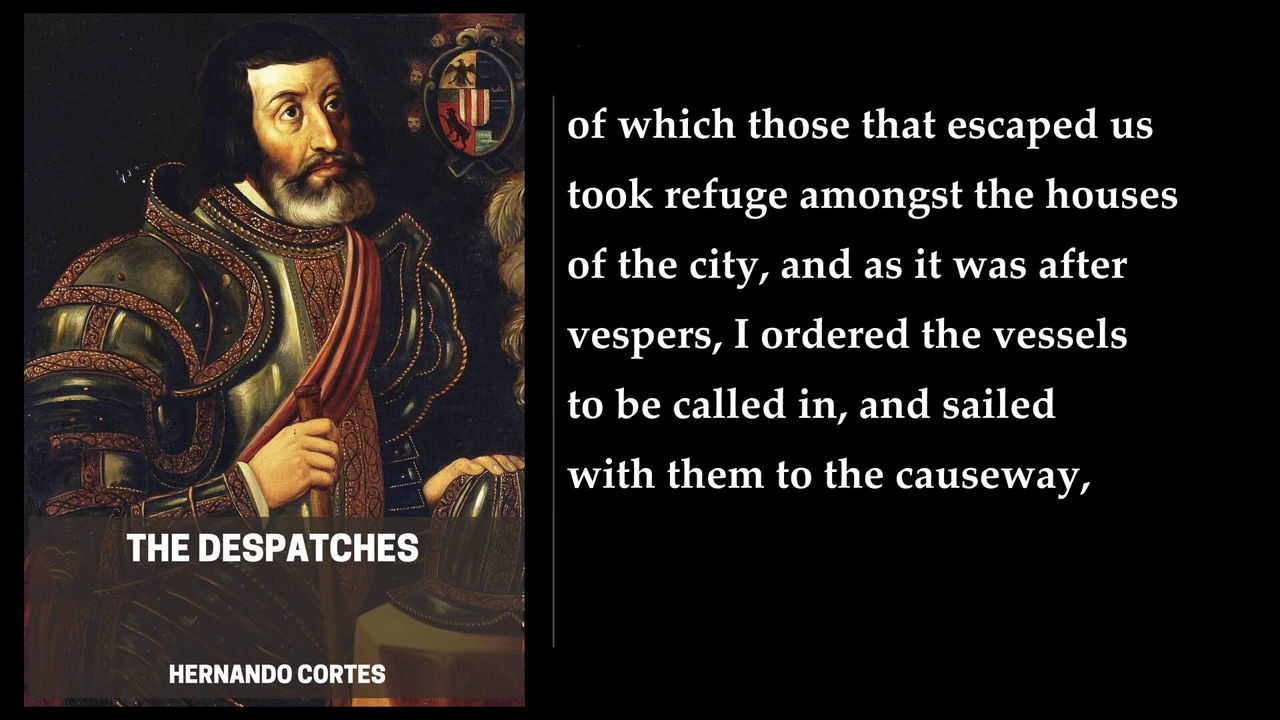 of which those that escaped us
took refuge amongst the houses
of the city, and as it was after
vespers, I ordered the vessels
to be called in, and sailed
with them to the causeway,
THE DESPATCHES
HERNANDO CORTES